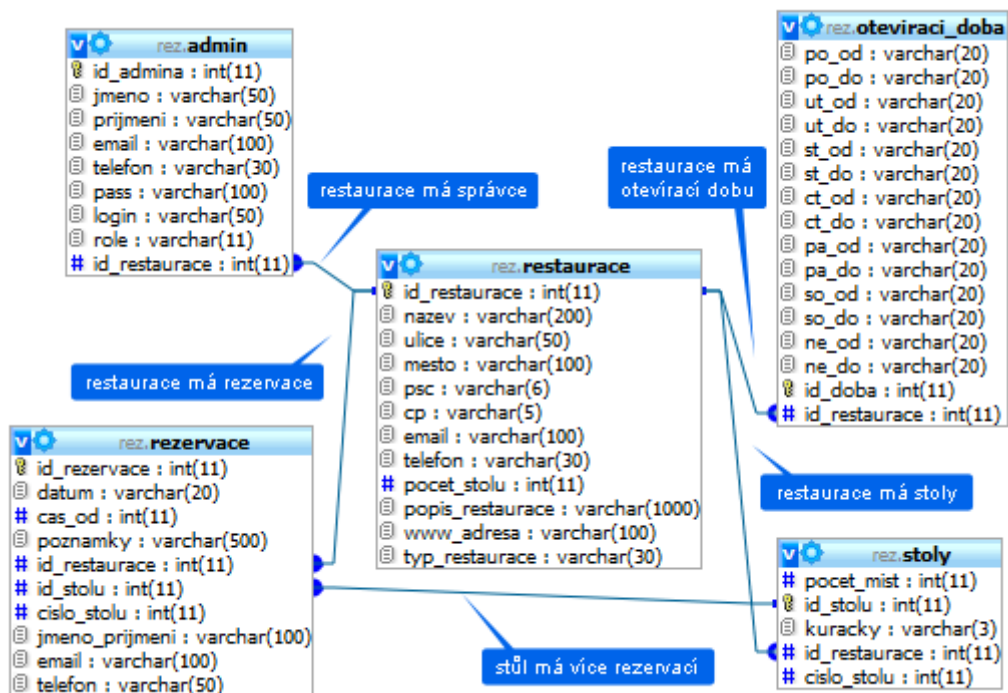 rez.admin
id_admina : int(11)
jmeno : varchar(50)
prijmeni : varchar(50)
email : varchar(100)
telefon : varchar(30)
pass : varchar(100)
login : varchar(50)
role : varchar(11)
# id_restaurace : int(11)
restaurace má správce
restaurace má
otevírací dobu
rez.oteviraci_doba
po_od : varchar(20)
po_do : varchar(20)
ut_od : varchar(20)
ut_do : varchar(20)
st_od : varchar(20)
st_do : varchar(20)
ct_od : varchar(20)
ct_do : varchar(20)
pa_od : varchar(20)
pa_do : varchar(20)
so_od : varchar(20)
so_do : varchar(20)
ne_od : varchar(20)
ne_do : varchar(20)
id_doba : int(11)
# id_restaurace : int(11)
rez.restaurace
id_restaurace : int(11)
nazev : varchar(200)
ulice : varchar(50)
mesto : varchar(100)
psc : varchar(6)
cp : varchar(5)
email : varchar(100)
telefon : varchar(30)
# pocet_stolu : int(11)
popis_restaurace : varchar(1000)
www_adresa : varchar(100)
typ_restaurace : varchar(30)
restaurace má rezervace
rez.rezervace
id_rezervace : int(11)
datum : varchar(20)
# cas_od : int(11)
poznamky : varchar(500)
# id_restaurace : int(11)
# id_stolu : int(11)
# cislo_stolu : int(11)
jmeno_prijmeni : varchar(100)
email : varchar(100)
telefon : varchar(50)
restaurace má stoly
stůl má více rezervací
rez.stoly
# pocet_mist : int(11)
id_stolu : int(11)
kuracky : varchar(3)
# id_restaurace : int(11)
# cislo_stolu : int(11)